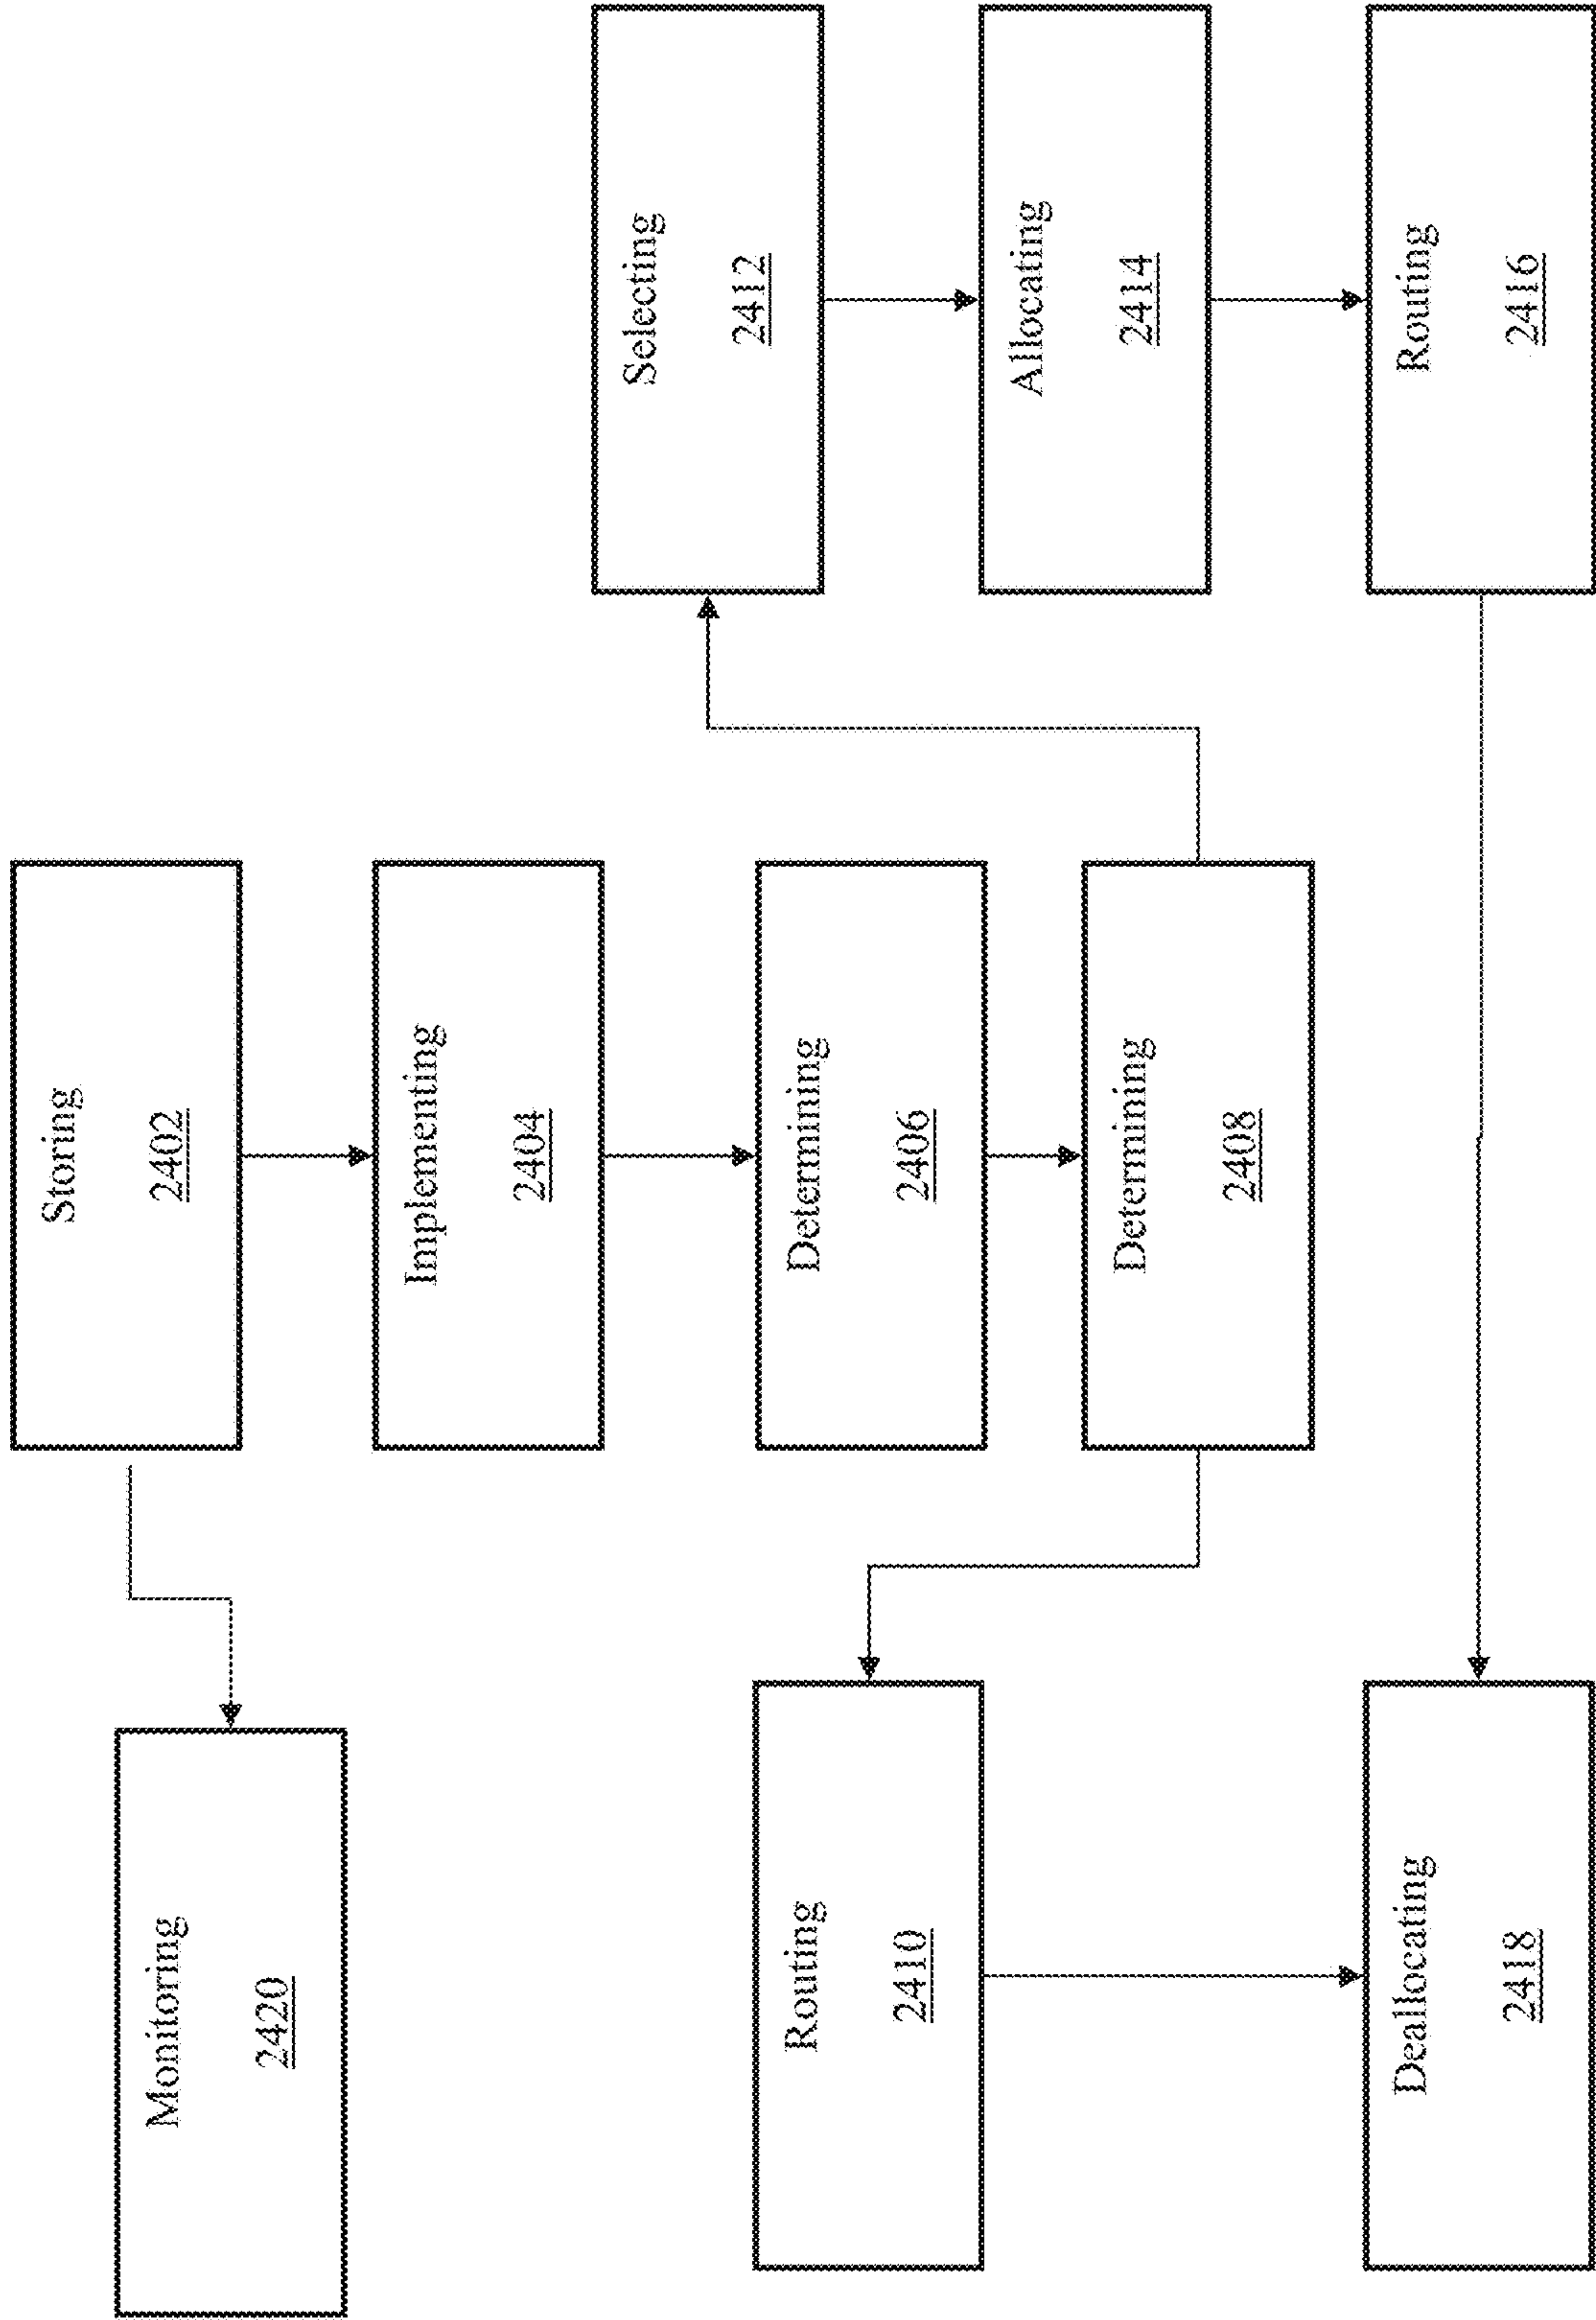 Storing
2402
Implementing
2404
Determining
2406
Determining
2408
Routing
2410
Selecting
2412
Allocating
2414
Routing
2416
Deallocating
2418
Monitoring
2420